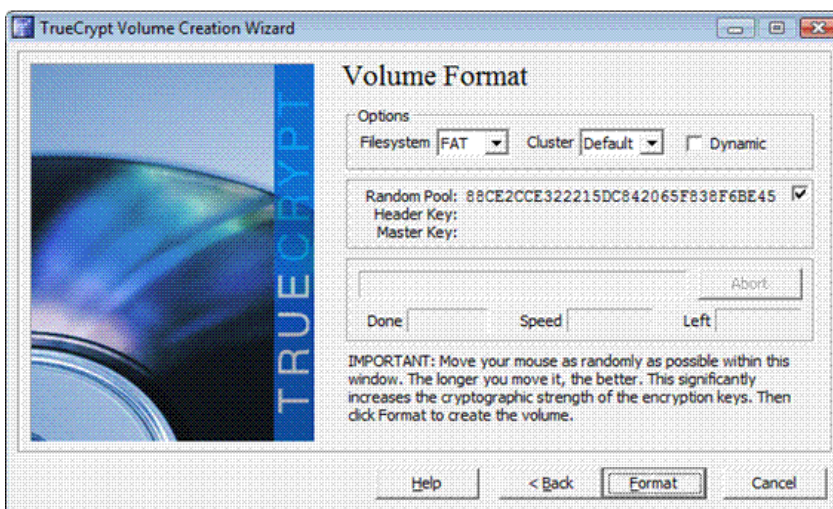 TrueCrypt Volume Creation Wizard
TRUECRYPT
Volume Format
Options
Filesystem FAT Cluster Default Dynamic
Random Pool: 88CE2CCE322215DC842065F838F6BE45
Header Key:
Master Key:
Abort
Done Speed Left
IMPORTANT: Move your mouse as randomly as possible within this
window. The longer you move it, the better. This significantly
increases the cryptographic strength of the encryption keys. Then
click Format to create the volume.
Help < Back Format Cancel